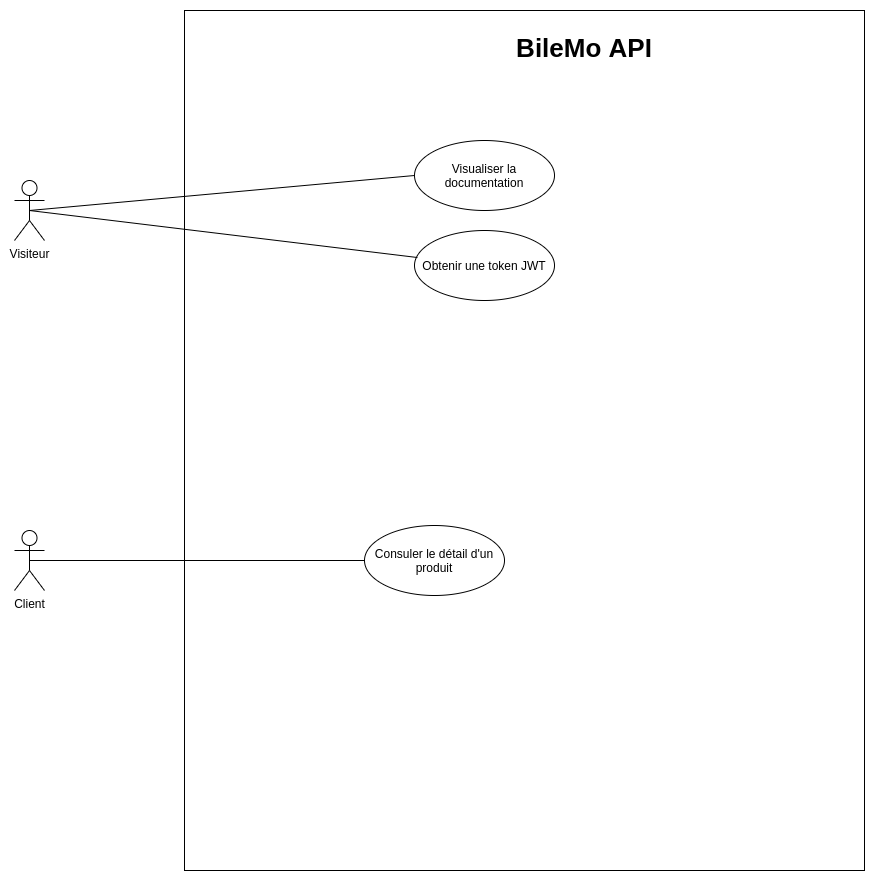 BileMo API
Visualiser la
documentation
Visiteur
Obtenir une token JWT
Consuler le détail d'un
produit
Client